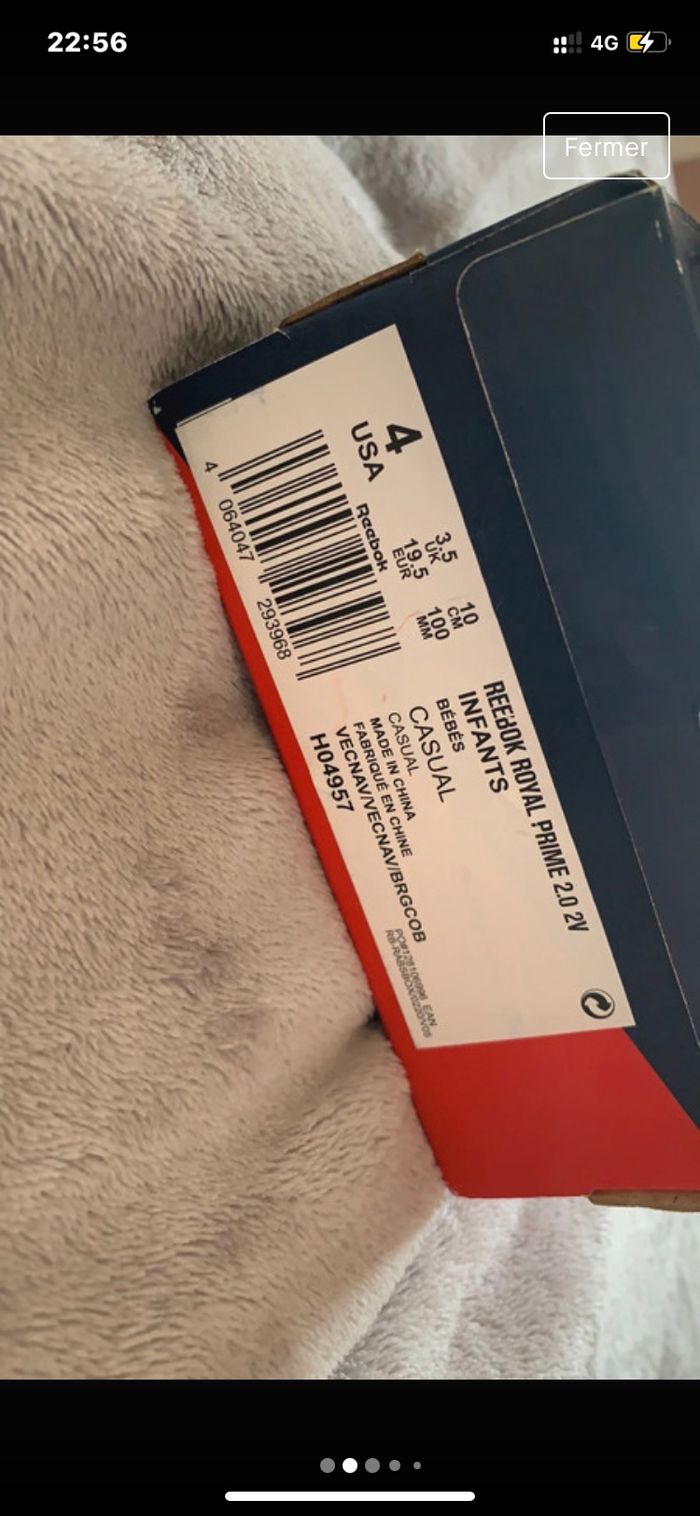 22:56
4G
Fermer
4
USA
3.5
UK
19.5
EUR
10
CM
100
MM
Reebok
4 064047 293968
REEBOK ROYAL PRIME 2.0 2V
INFANTS
BÉBÉS
CASUAL
CASUAL
MADE IN CHINA
FABRIQUÉ EN CHINE
VECNAV/VECNAV/BRGCOB
H04957